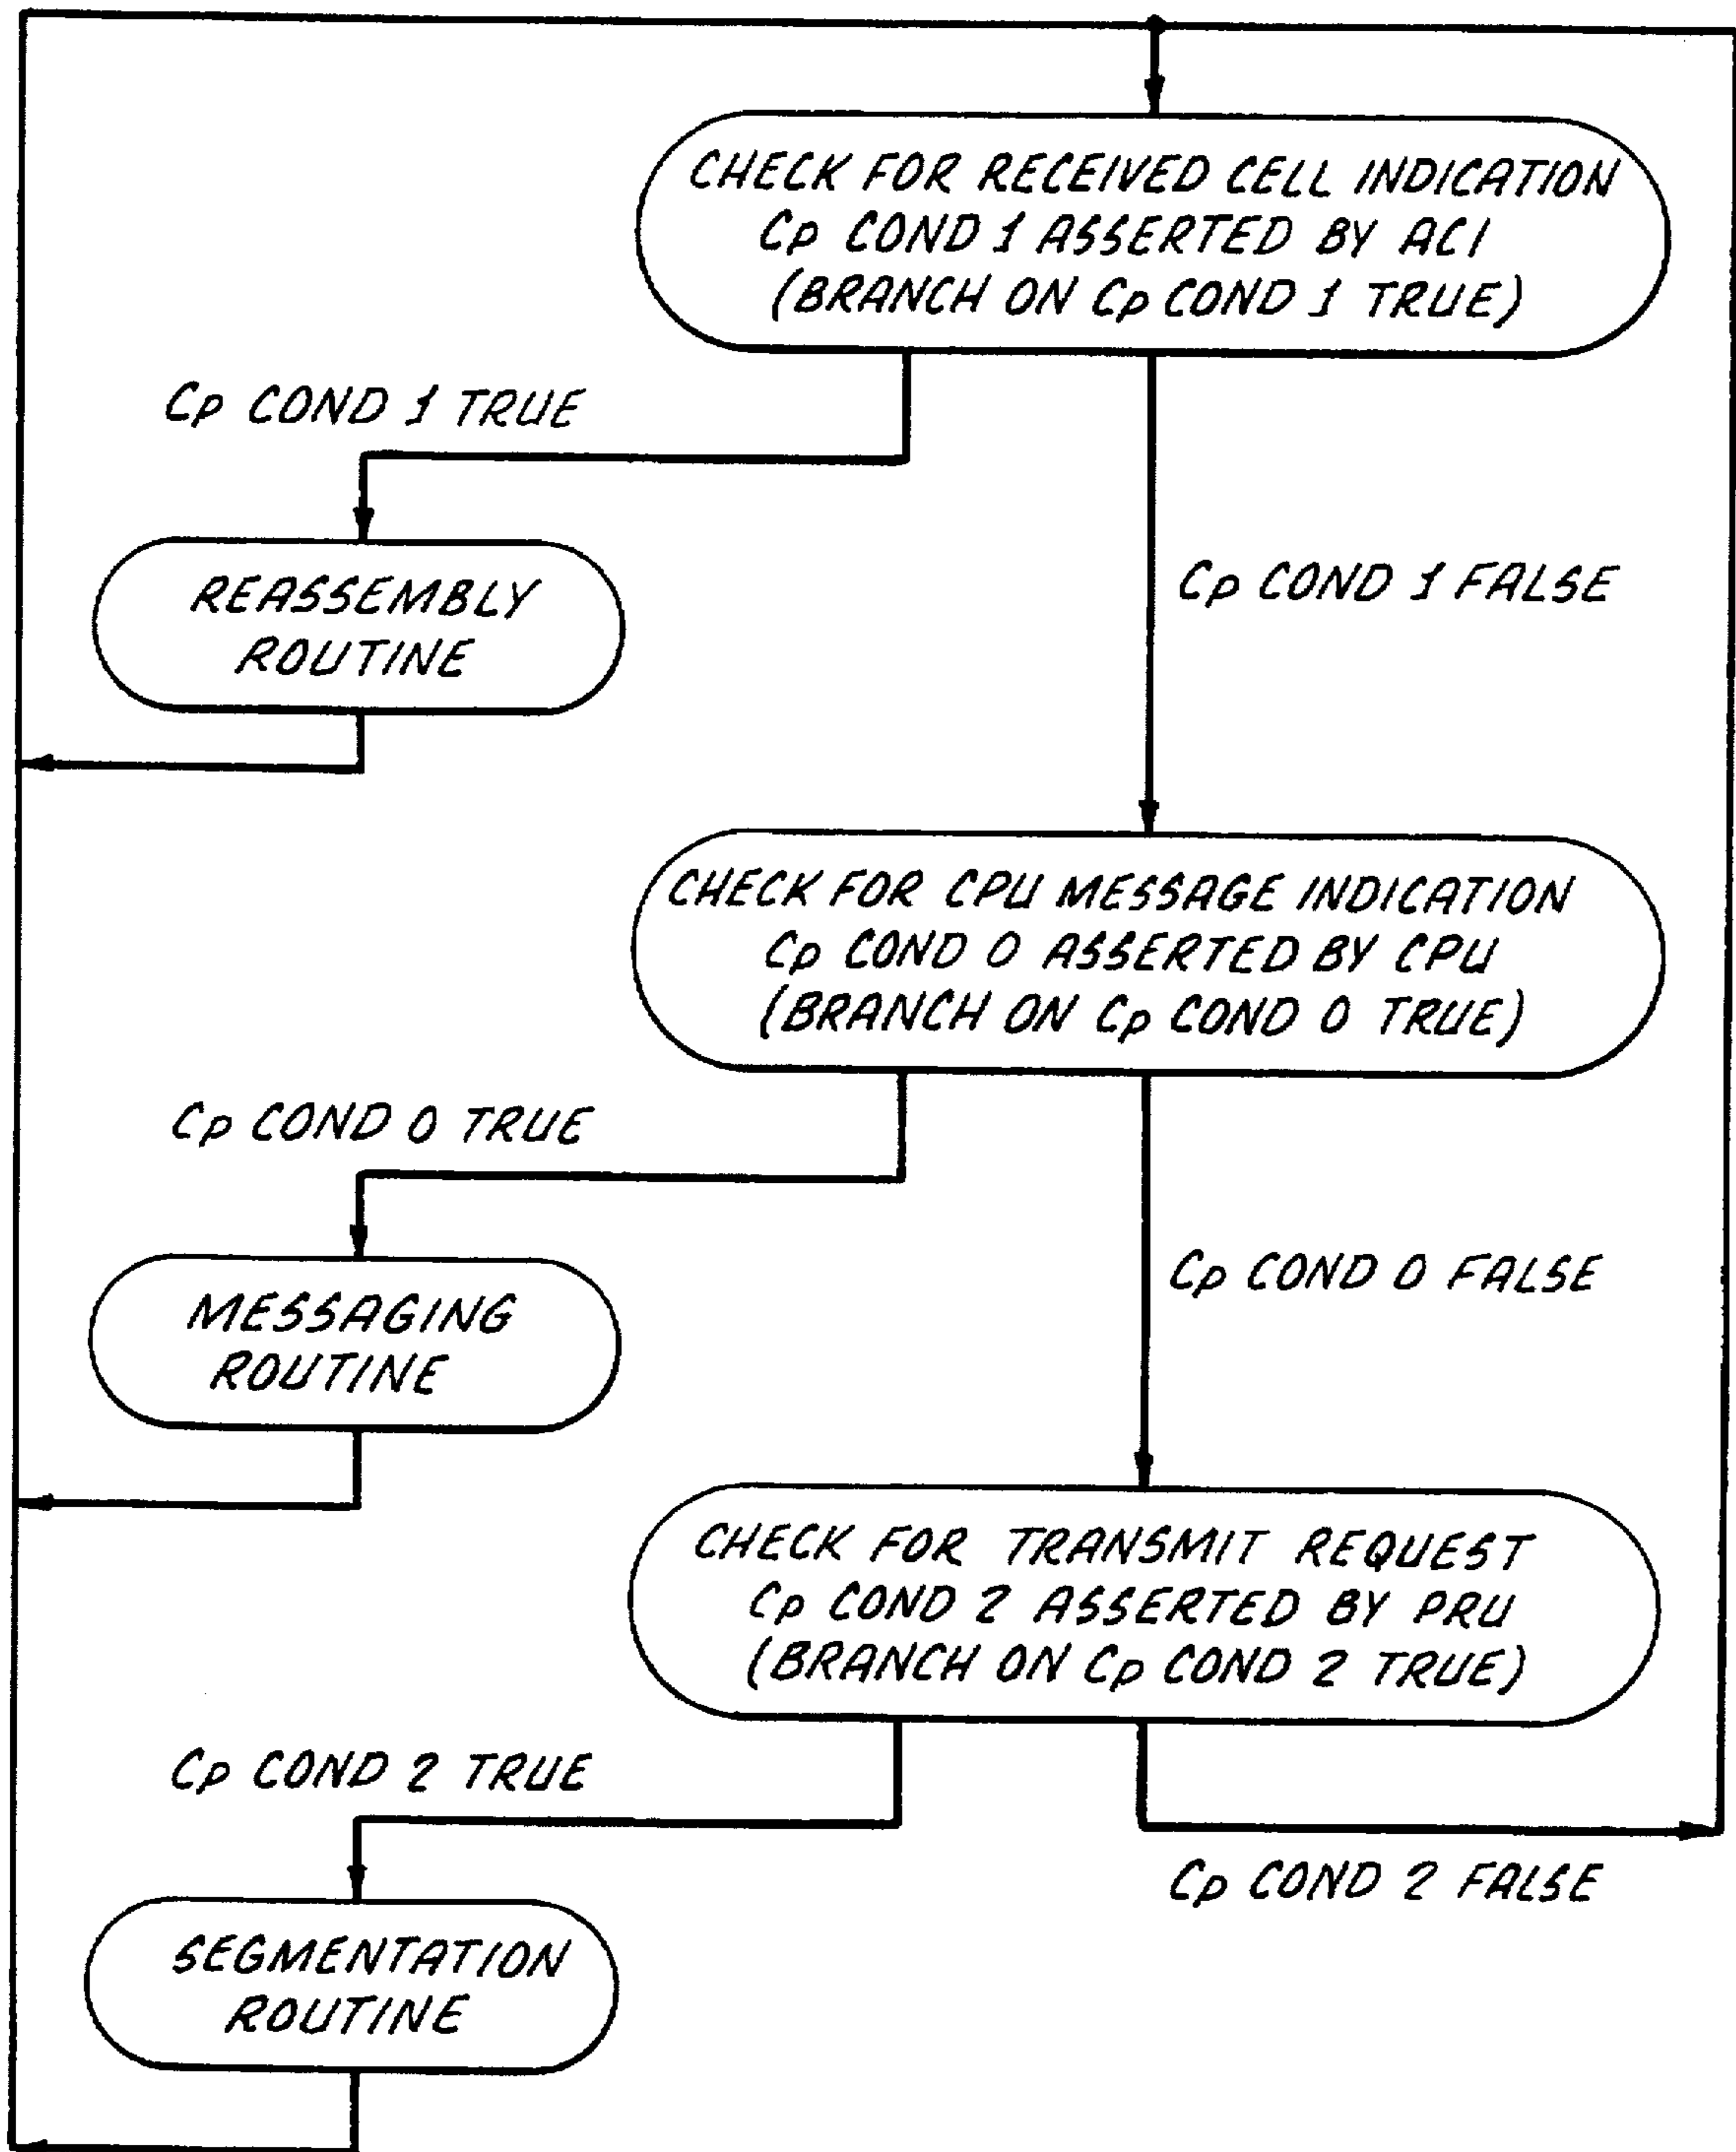 CHECK FOR RECEIVED CELL INDICATION
Cp COND 1 ASSERTED BY ACI
(BRANCH ON Cp COND 1 TRUE)
Cp COND 1 TRUE
Cp COND 1 FALSE
REASSEMBLY
ROUTINE
CHECK FOR CPU MESSAGE INDICATION
Cp COND 0 ASSERTED BY CPU
(BRANCH ON Cp COND 0 TRUE)
Cp COND 0 TRUE
Cp COND 0 FALSE
MESSAGING
ROUTINE
CHECK FOR TRANSMIT REQUEST
Cp COND 2 ASSERTED BY PRU
(BRANCH ON Cp COND 2 TRUE)
Cp COND 2 TRUE
Cp COND 2 FALSE
SEGMENTATION
ROUTINE